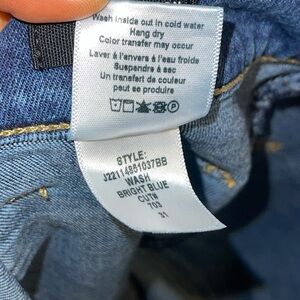 Wash inside out in cold water
Hang dry
Color transfer may occur
Laver à l'envers à l'eau froide
Suspendre à sec
Un transfert de couleur
peut se produire
STYLE:
J22114851037BB
WASH
BRIGHT BLUE
CUT#
703
31